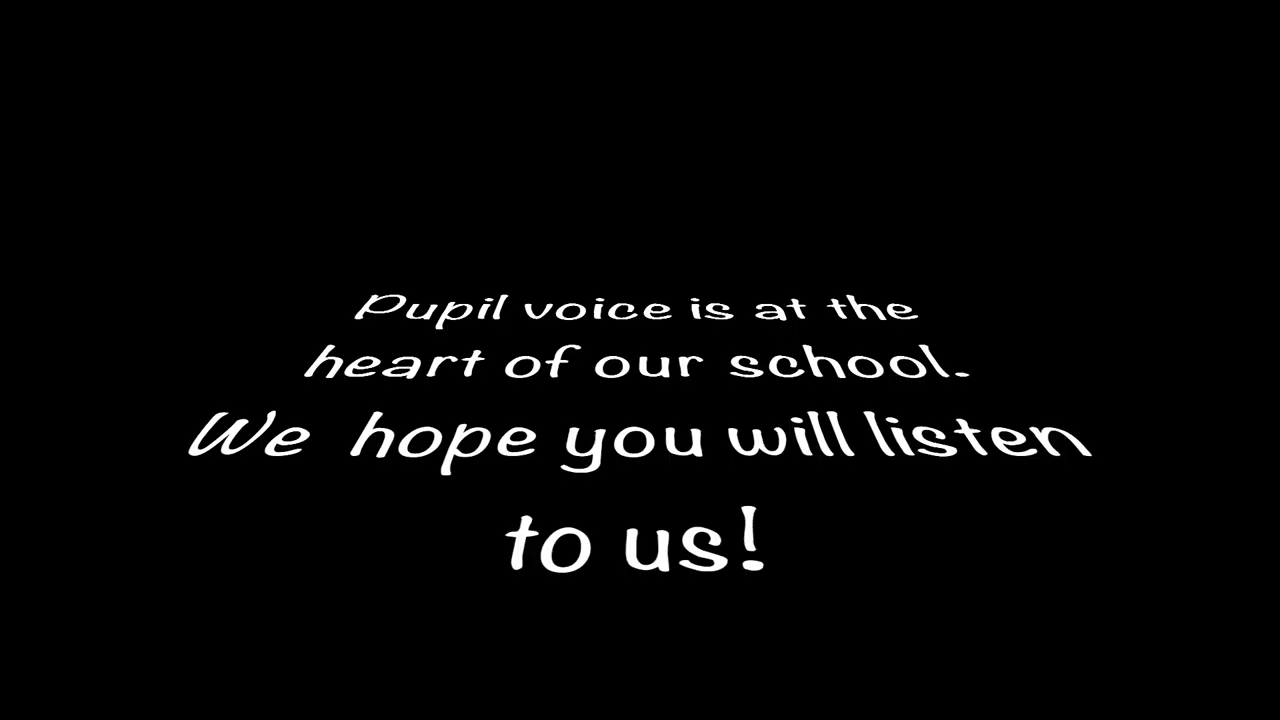 Pupil voice is at the
heart of our school.
We hope you will listen
to us!